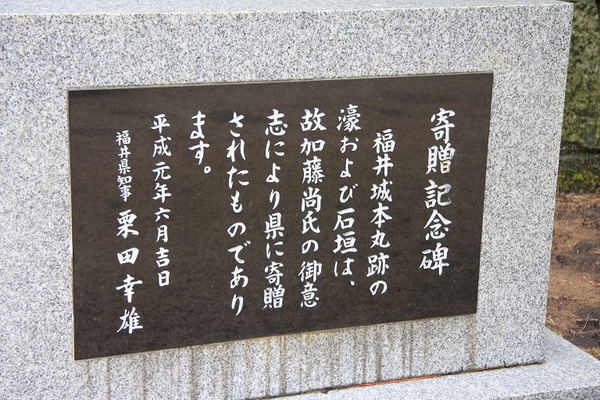 寄贈記念碑
福井城本丸跡の
濠および石垣は、
故加藤尚氏の御意
志により県に寄贈
されたものであり
ます。
平成元年六月吉日
福井県知事 栗田幸雄